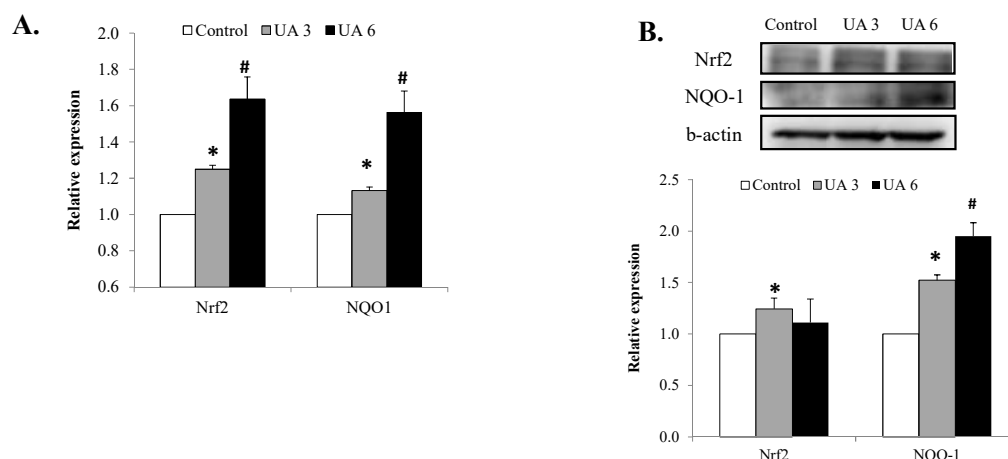 A.
Control UA 3 UA 6
Relative expression
2.0
1.8
1.6
1.4
1.2
1.0
0.8
0.6
# #
* *
Nrf2 NQO1
B.
Control UA 3 UA 6
Nrf2
NQO-1
b-actin
Control UA 3 UA 6
Relative expression
2.5
2.0
1.5
1.0
0.5
0.0
#
* *
Nrf2 NQO-1